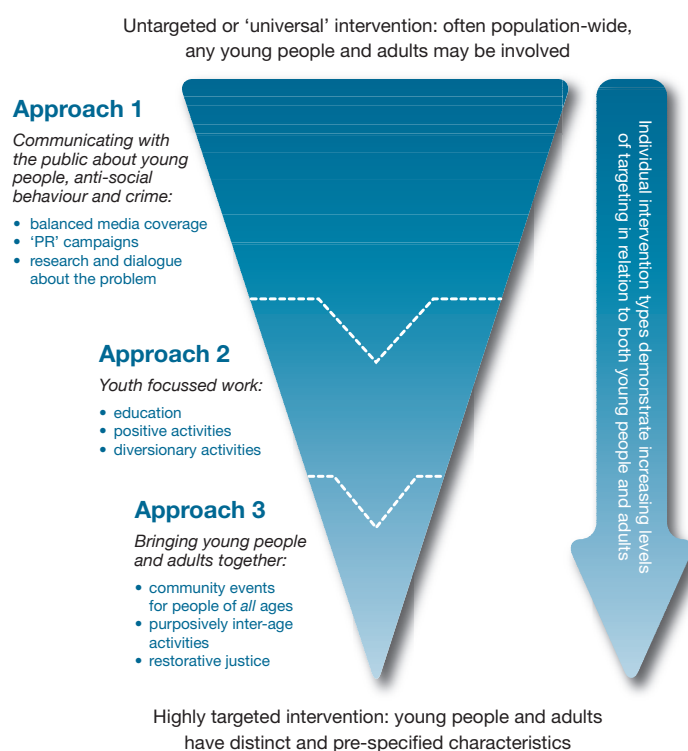 Untargeted or ‘universal’ intervention: often population-wide,
any young people and adults may be involved
Approach 1
Communicating with
the public about young
people, anti-social
behaviour and crime:
• balanced media coverage
• ‘PR’ campaigns
• research and dialogue
about the problem
Approach 2
Youth focussed work:
• education
• positive activities
• diversionary activities
Approach 3
Bringing young people
and adults together:
• community events
for people of all ages
• purposively inter-age
activities
• restorative justice
Individual intervention types demonstrate increasing levels
of targeting in relation to both young people and adults
Highly targeted intervention: young people and adults
have distinct and pre-specified characteristics